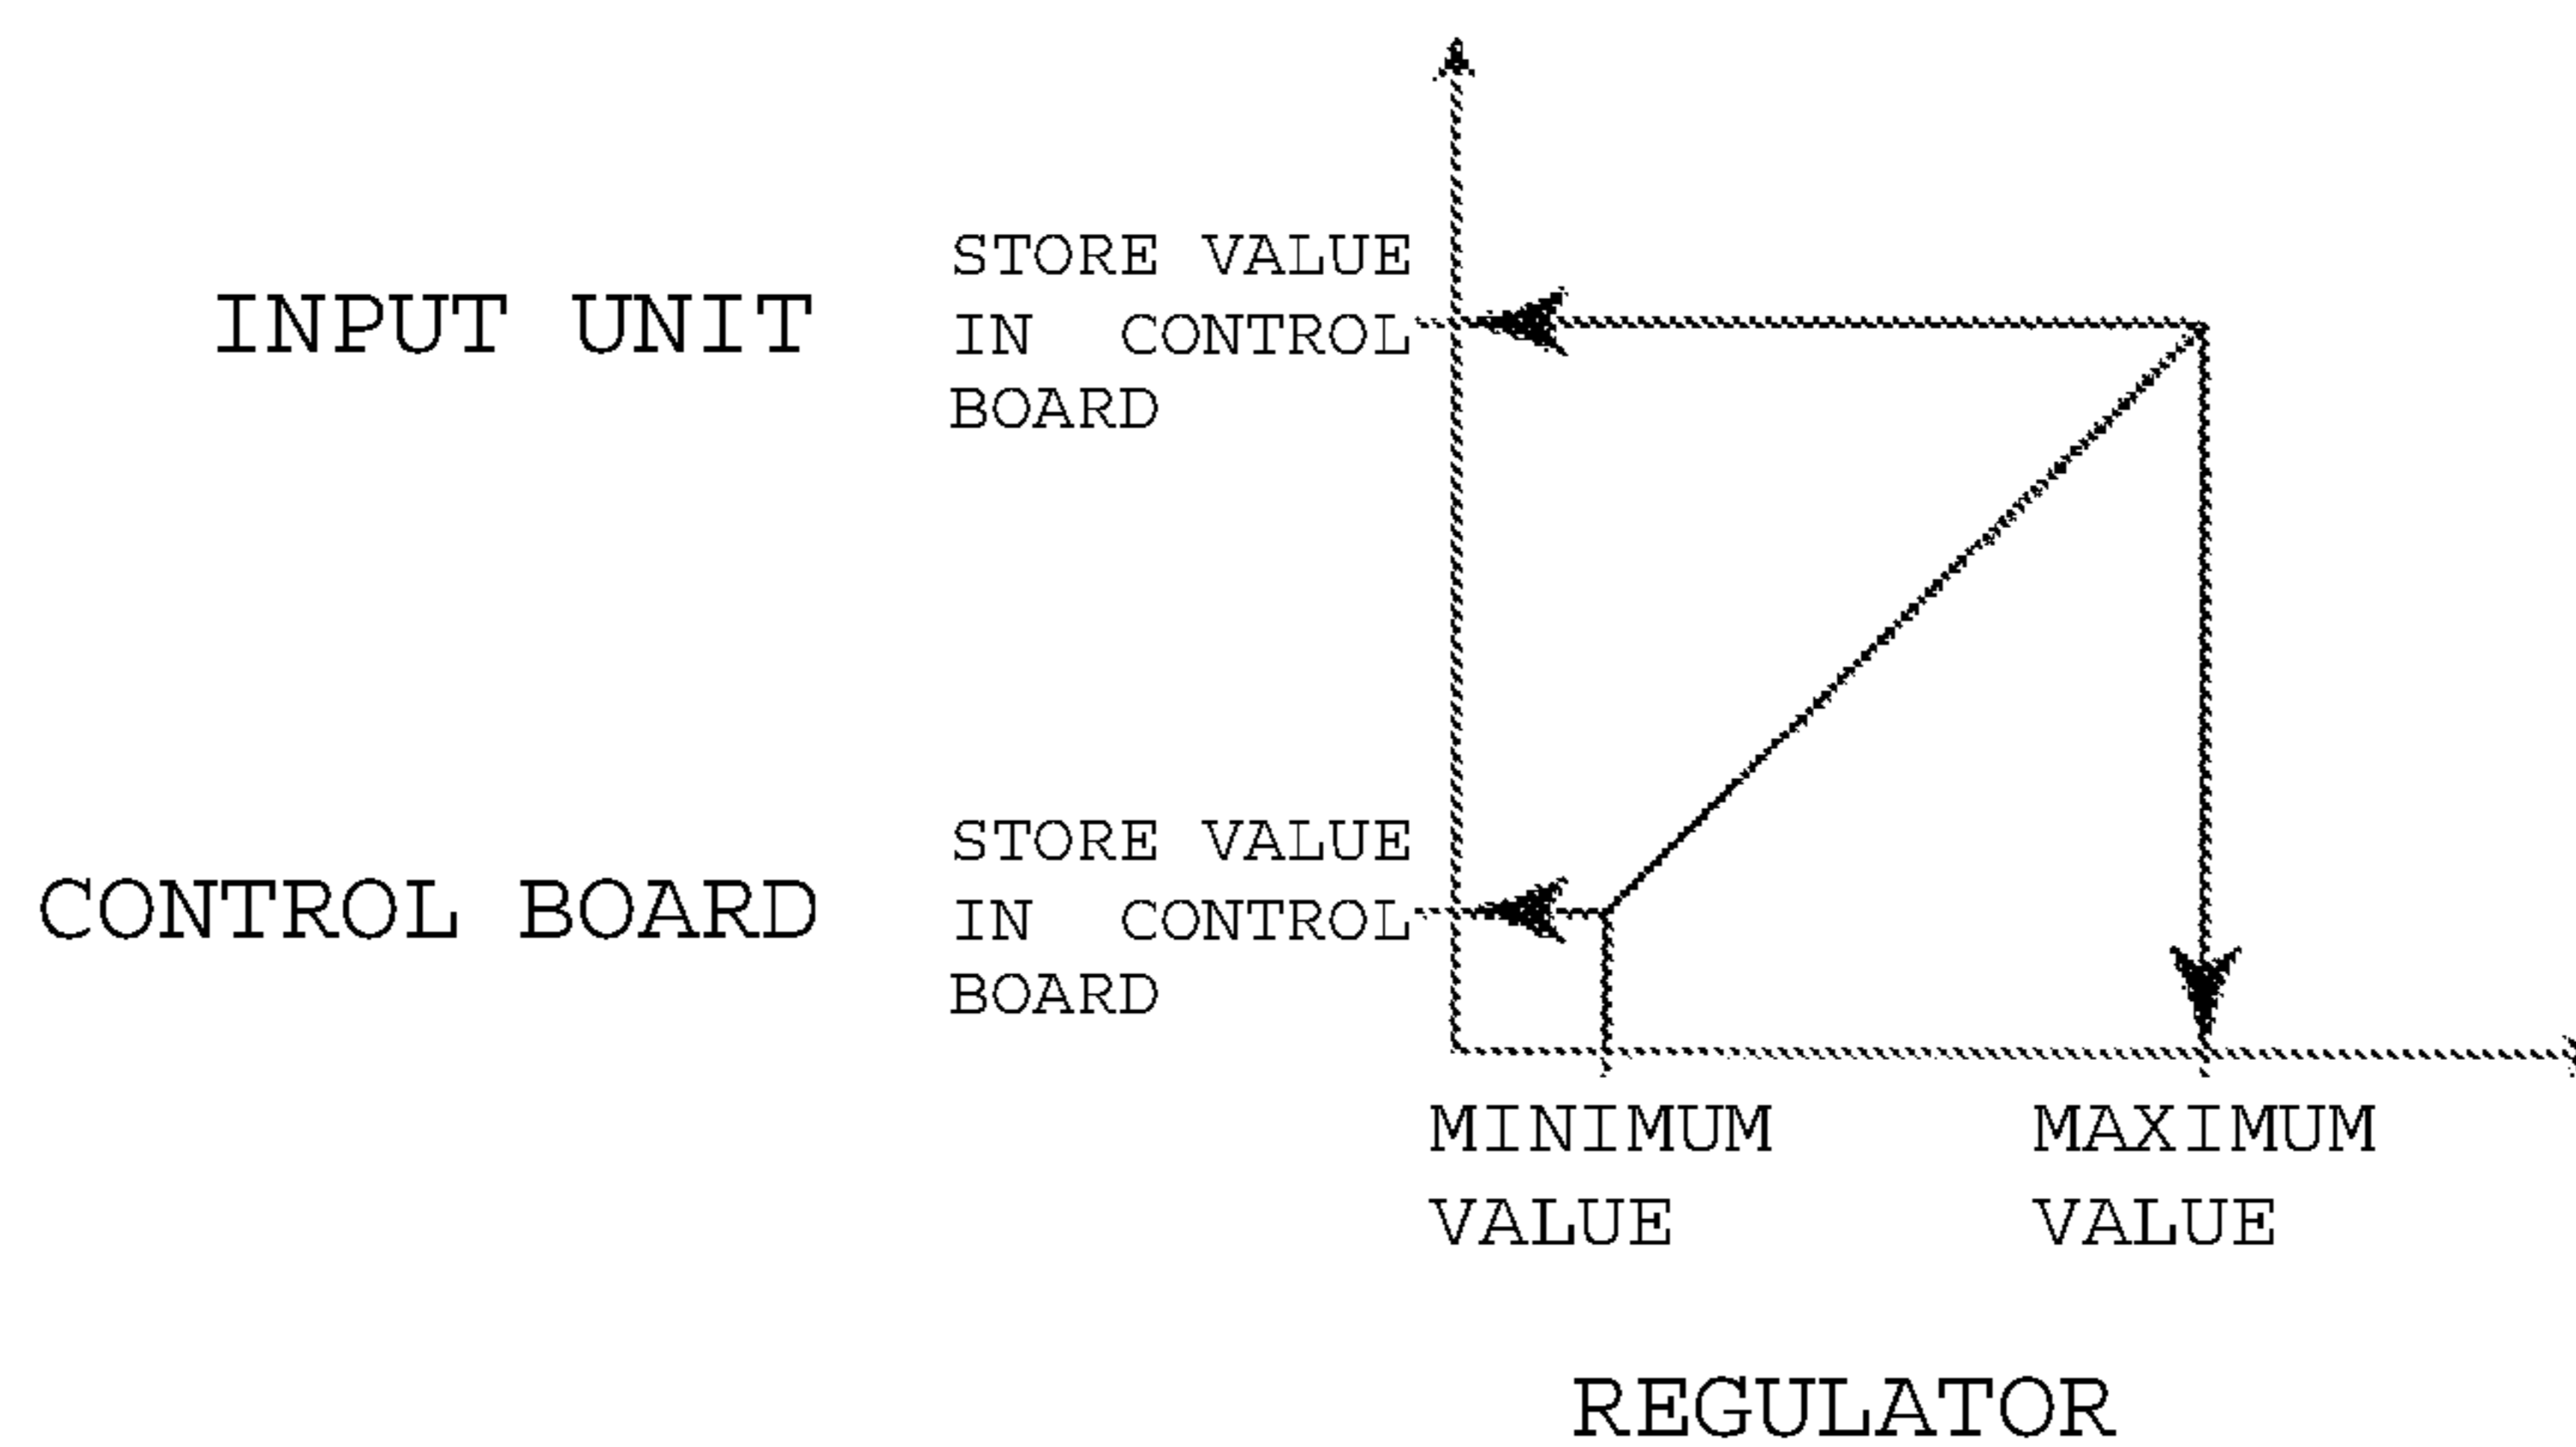 INPUT UNIT
STORE VALUE
IN CONTROL
BOARD
CONTROL BOARD
STORE VALUE
IN CONTROL
BOARD
MINIMUM
VALUE
MAXIMUM
VALUE
REGULATOR